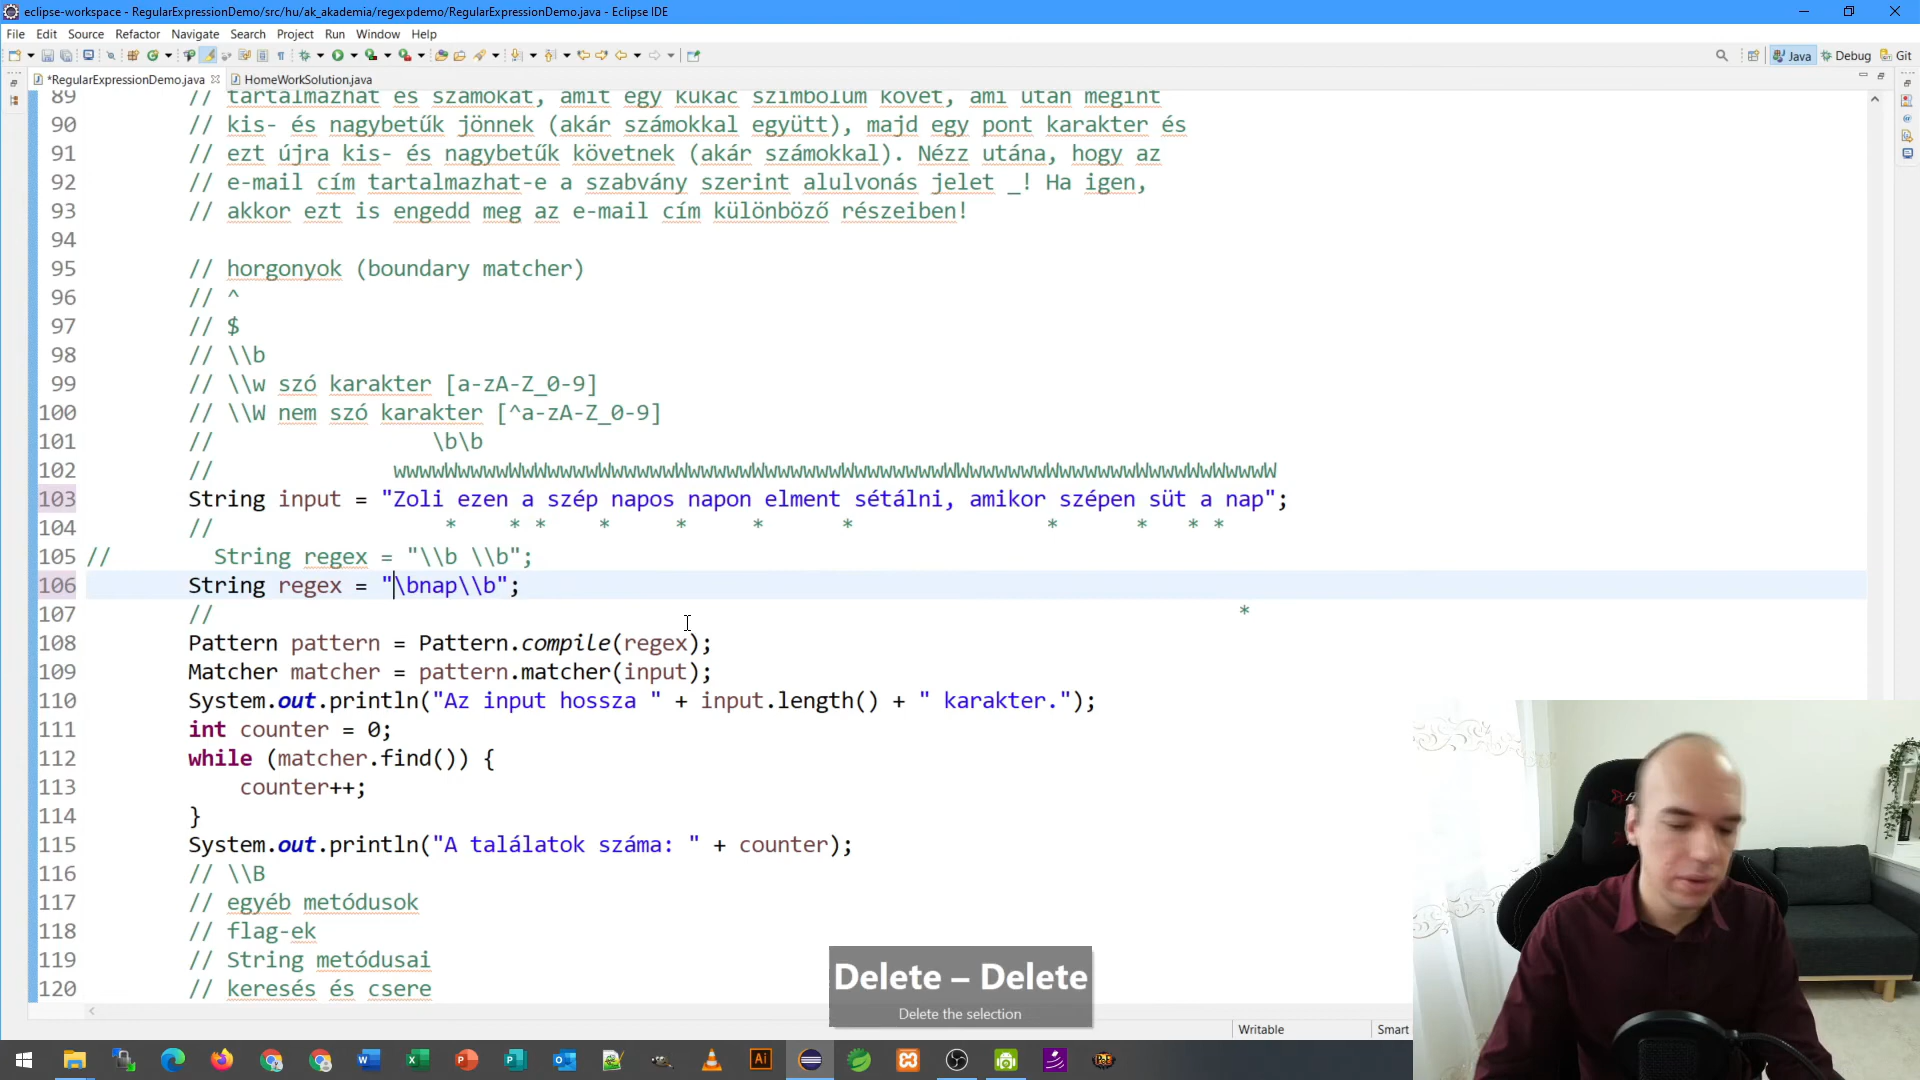 eclipse-workspace - RegularExpressionDemo/src/hu/ak_akademia/regexpdemo/RegularExpressionDemo.java - Eclipse IDE
File Edit Source Refactor Navigate Search Project Run Window Help
Java Debug Git
*RegularExpressionDemo.java HomeWorkSolution.java
89 // tartalmazhat és számokat, amit egy kukac szimbólum követ, ami után megint
90 // kis- és nagybetűk jönnek (akár számokkal együtt), majd egy pont karakter és
91 // ezt újra kis- és nagybetűk követnek (akár számokkal). Nézz utána, hogy az
92 // e-mail cím tartalmazhat-e a szabvány szerint alulvonás jelet _! Ha igen,
93 // akkor ezt is engedd meg az e-mail cím különböző részeiben!
94
95 // horgonyok (boundary matcher)
96 // ^
97 // $
98 // \\b
99 // \\w szó karakter [a-zA-Z_0-9]
100 // \\W nem szó karakter [^a-zA-Z_0-9]
101 // \b\b
102 //
103 String input = "Zoli ezen a szép napos napon elment sétálni, amikor szépen süt a nap";
104 // * * * * * * * * * * *
105 // String regex = "\\b \\b";
106 String regex = "\bnap\\b";
107 // *
108 Pattern pattern = Pattern.compile(regex);
109 Matcher matcher = pattern.matcher(input);
110 System.out.println("Az input hossza " + input.length() + " karakter.");
111 int counter = 0;
112 while (matcher.find()) {
113 counter++;
114 }
115 System.out.println("A találatok száma: " + counter);
116 // \\B
117 // egyéb metódusok
118 // flag-ek
119 // String metódusai
120 // keresés és csere
Delete – Delete
Delete the selection
Writable Smart